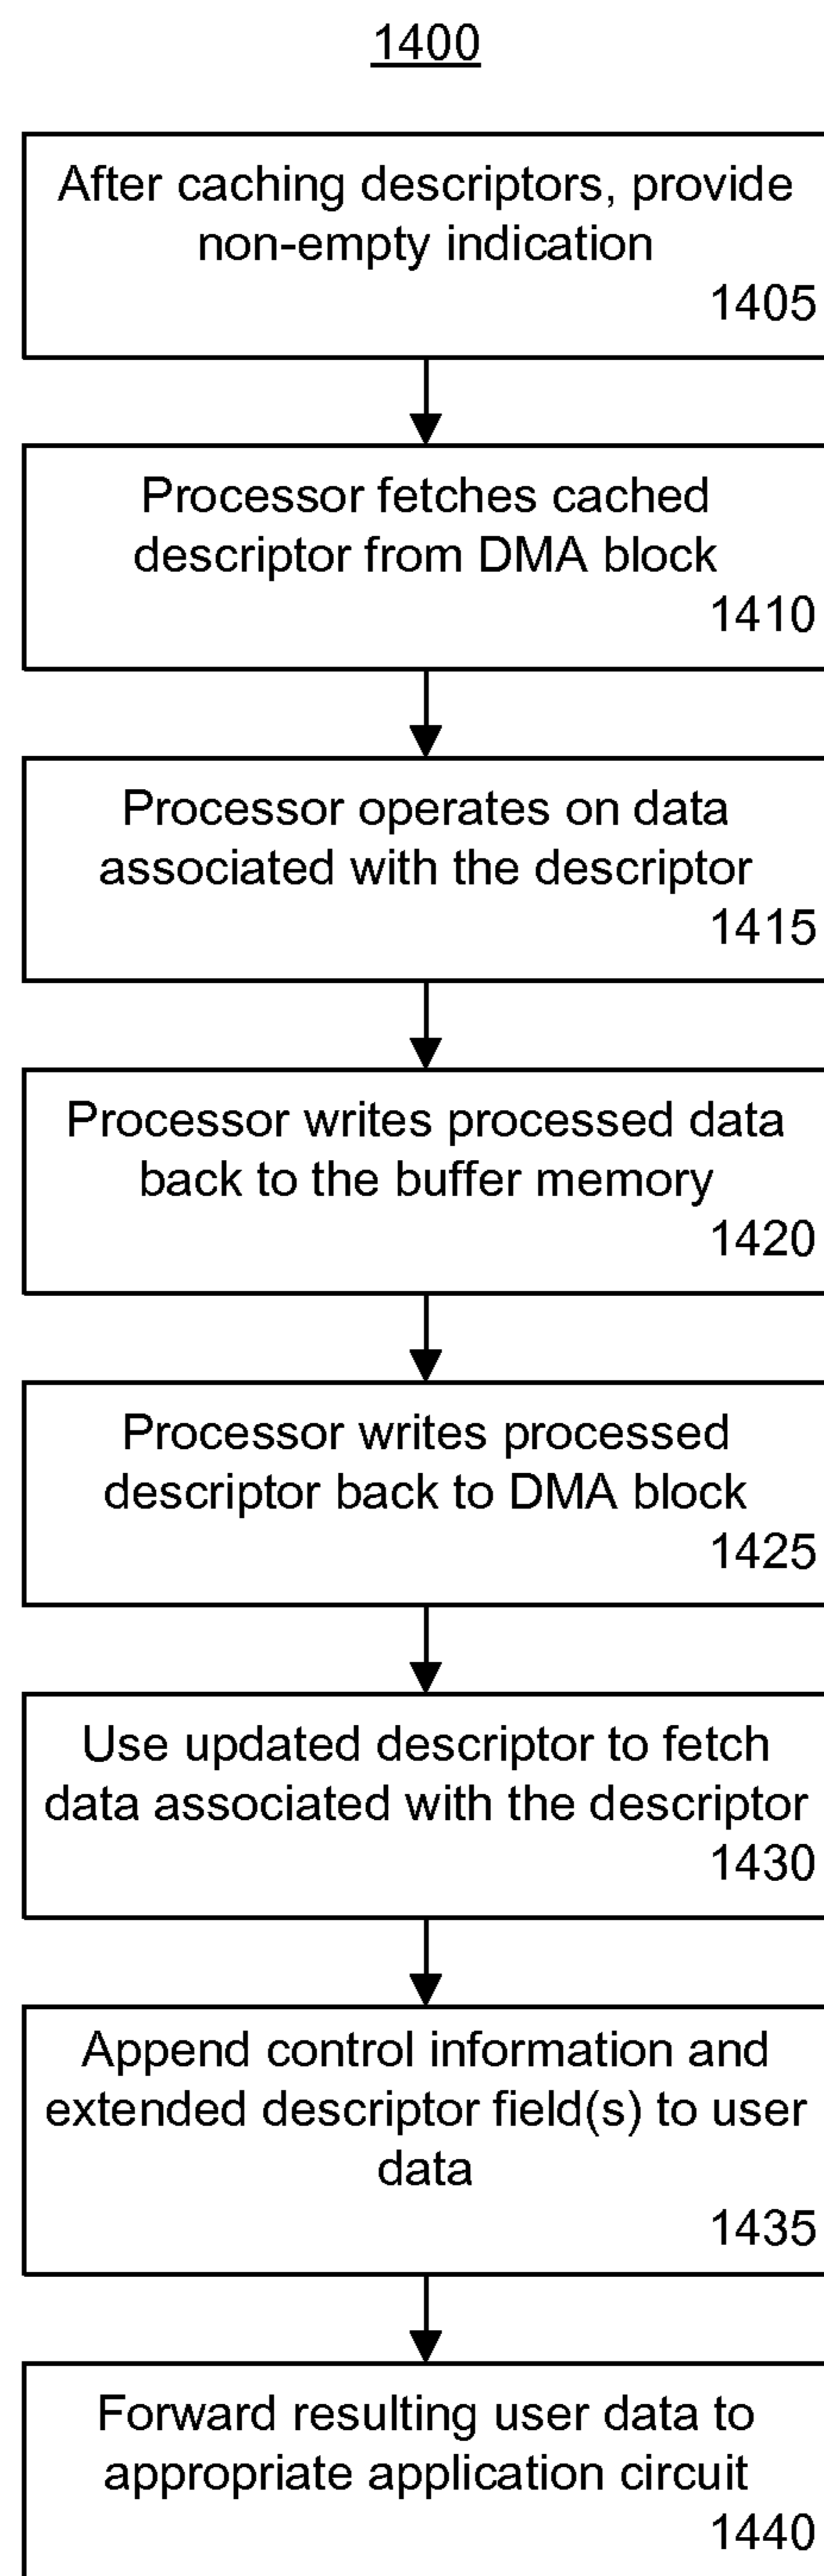 1400
After caching descriptors, provide
non-empty indication
1405
Processor fetches cached
descriptor from DMA block
1410
Processor operates on data
associated with the descriptor
1415
Processor writes processed data
back to the buffer memory
1420
Processor writes processed
descriptor back to DMA block
1425
Use updated descriptor to fetch
data associated with the descriptor
1430
Append control information and
extended descriptor field(s) to user
data
1435
Forward resulting user data to
appropriate application circuit
1440